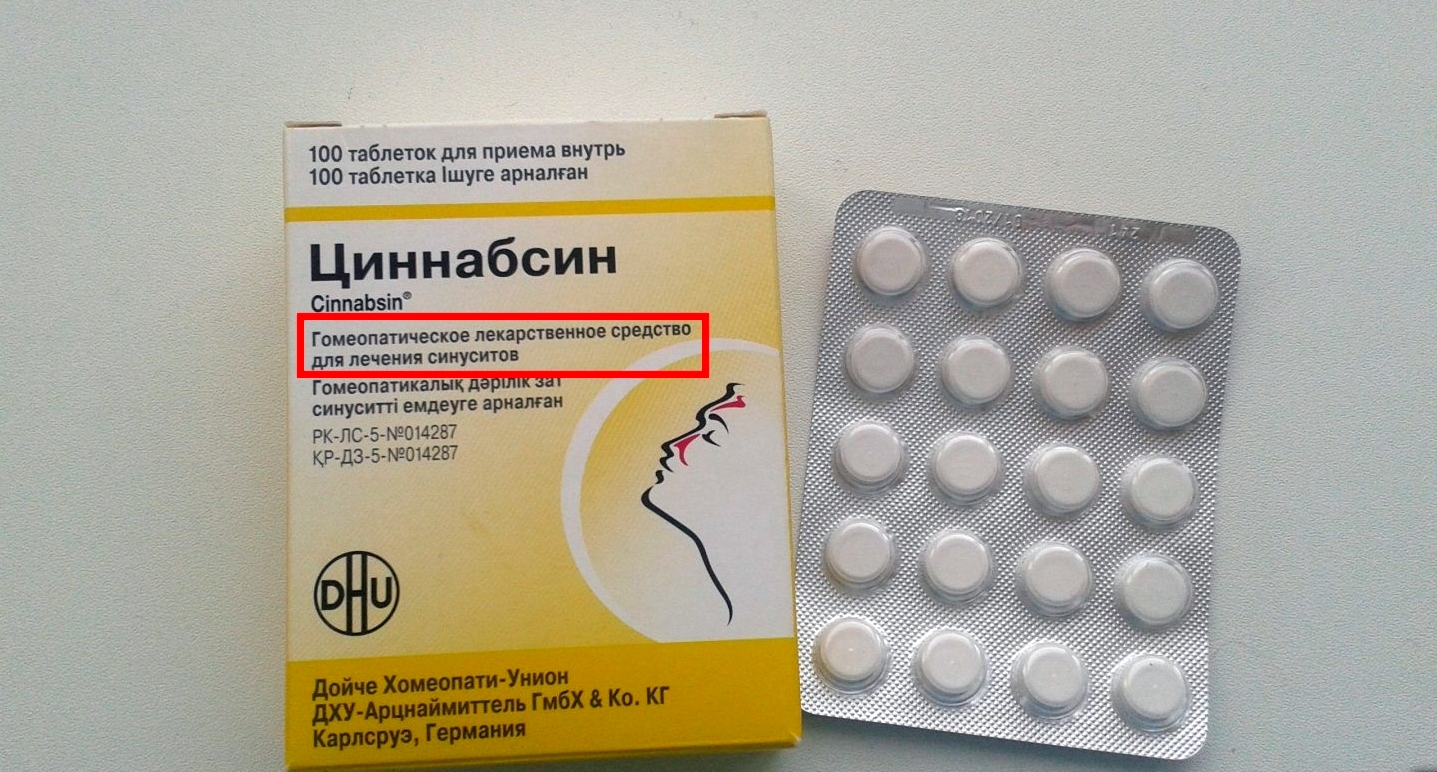 100 таблеток для приема внутрь
100 таблетка Ішуге арналған
Циннабсин
Cinnabsin®
Гомеопатическое лекарственное средство
для лечения синуситов
Гомеопатикалық дәрілік зат
синуситті емдеуге арналған
РК-ЛС-5-№014287
ҚР-ДЗ-5-№014287
DHU
Дойче Хомеопати-Унион
ДХУ-Арцнаймиттель ГмбХ & Ко. КГ
Карлсруэ, Германия